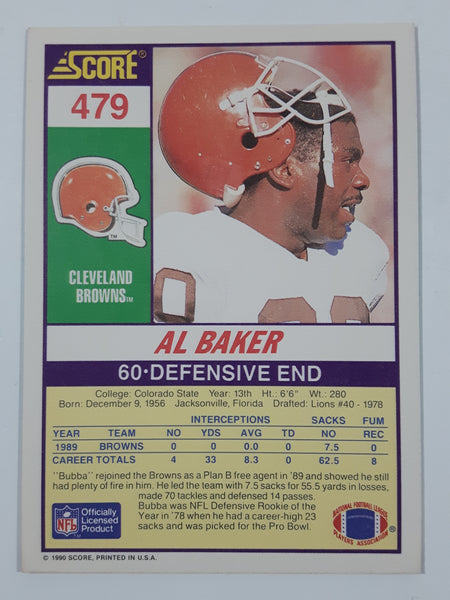 SCORE®
479
CLEVELAND
BROWNS™
AL BAKER
60·DEFENSIVE END
College: Colorado State Year: 13th Ht.: 6'6" Wt.: 280
Born: December 9, 1956 Jacksonville, Florida Drafted: Lions #40 - 1978
INTERCEPTIONS SACKS FUM
YEAR TEAM NO YDS AVG TD NO REC
1989 BROWNS 0 0 0.0 0 7.5 0
CAREER TOTALS 4 33 8.3 0 62.5 8
"Bubba" rejoined the Browns as a Plan B free agent in '89 and showed he still
had plenty of fire in him. He led the team with 7.5 sacks for 55.5 yards in losses,
made 70 tackles and defensed 14 passes.
Bubba was NFL Defensive Rookie of
the Year in '78 when he had a career-high 23
sacks and was picked for the Pro Bowl.
NFL
Officially
Licensed
Product
NATIONAL FOOTBALL LEAGUE
PLAYERS ASSOCIATION
®
© 1990 SCORE, PRINTED IN U.S.A.